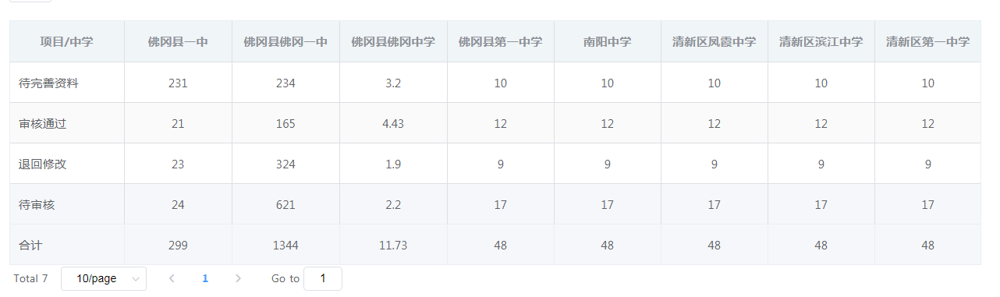 项目/中学 佛冈县一中 佛冈县佛冈一中 佛冈县佛冈中学 佛冈县第一中学 南阳中学 清新区凤霞中学 清新区滨江中学 清新区第一中学
待完善资料 231 234 3.2 10 10 10 10 10
审核通过 21 165 4.43 12 12 12 12 12
退回修改 23 324 1.9 9 9 9 9 9
待审核 24 621 2.2 17 17 17 17 17
合计 299 1344 11.73 48 48 48 48 48
Total 7 10/page 1 Go to 1